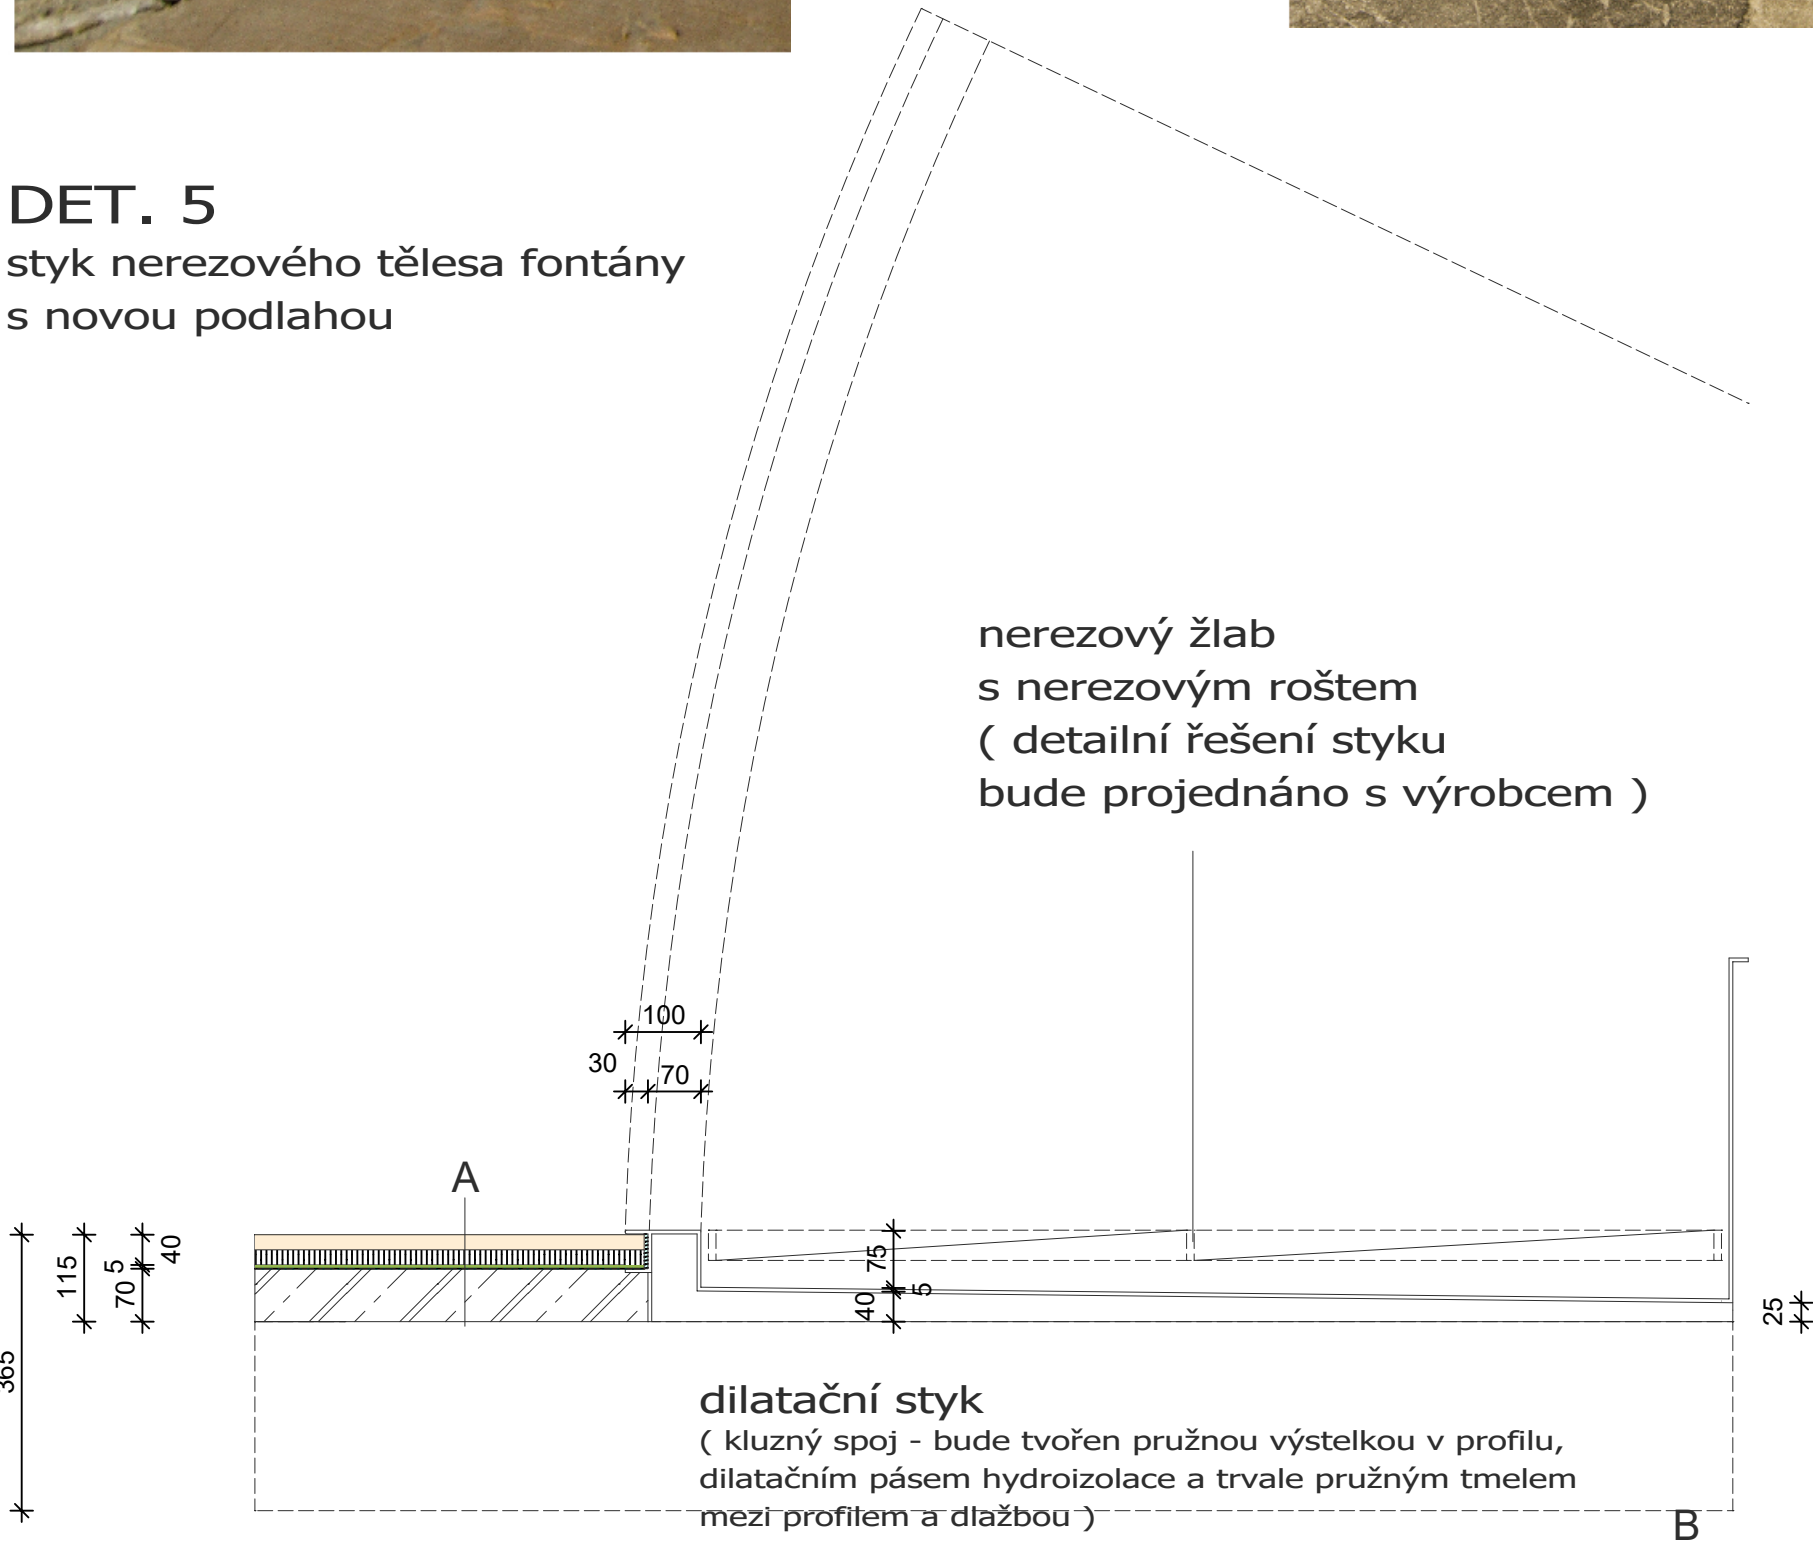 DET. 5
styk nerezového tělesa fontány
s novou podlahou
nerezový žlab
s nerezovým roštem
( detailní řešení styku
bude projednáno s výrobcem )
100
30
70
A
40
5
70
115
365
75
5
40
25
dilatační styk
( kluzný spoj - bude tvořen pružnou výstelkou v profilu,
dilatačním pásem hydroizolace a trvale pružným tmelem
mezi profilem a dlažbou )
B